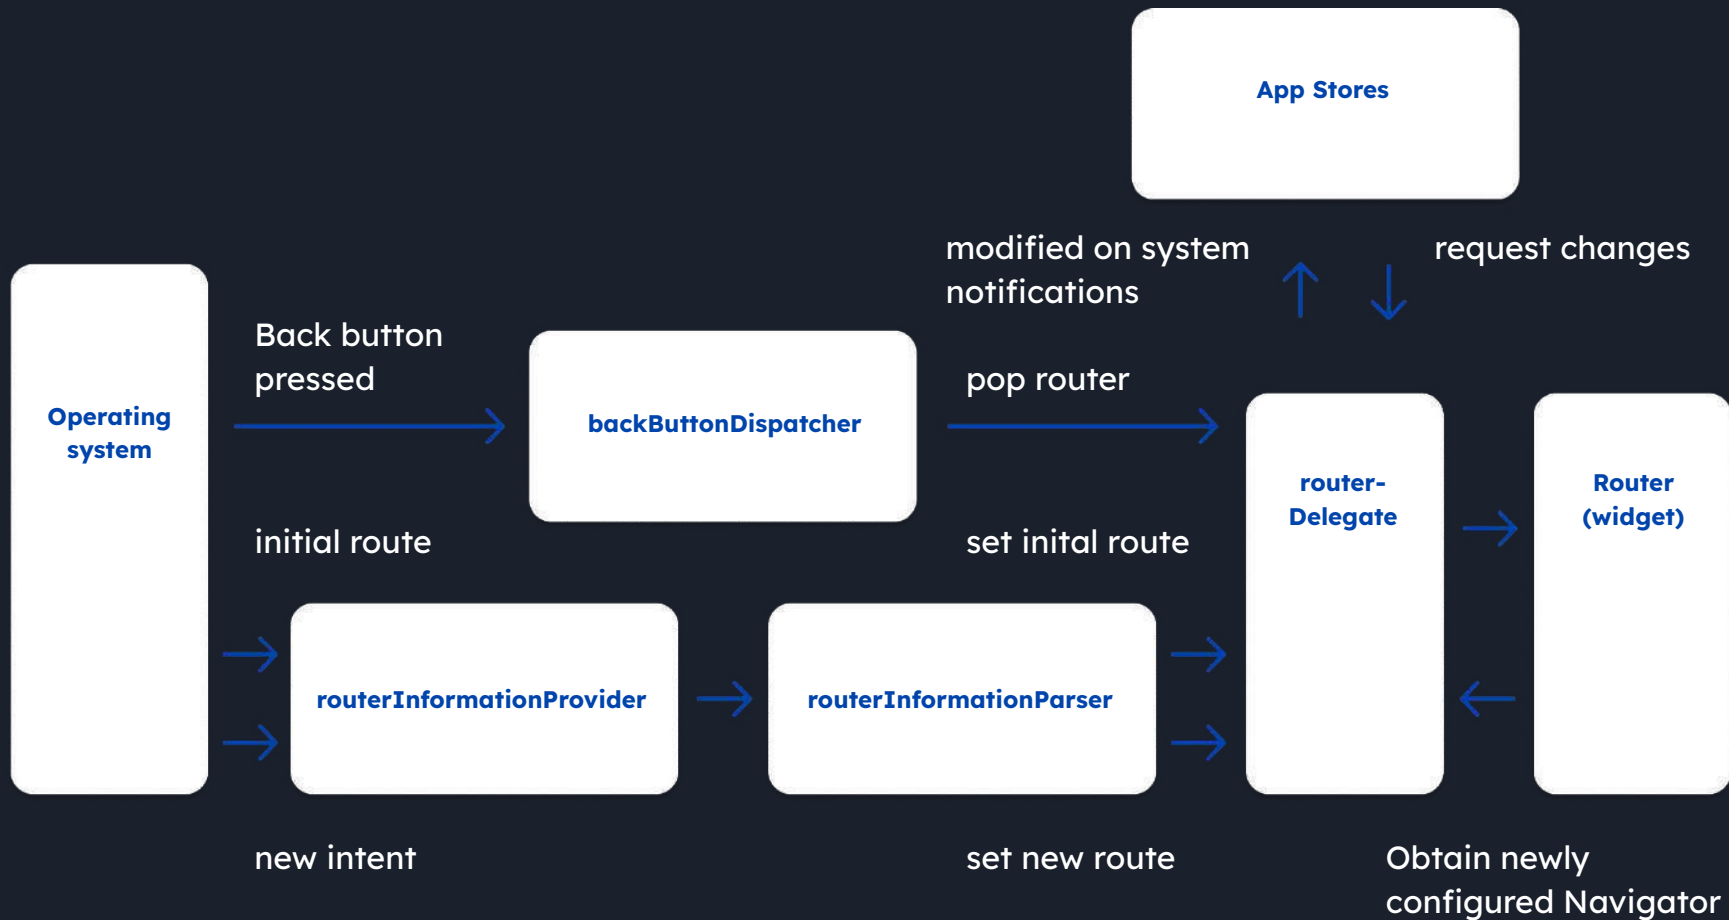 App Stores
modified on system
notifications
request changes
Back button
pressed
pop router
Operating
system
backButtonDispatcher
router-
Delegate
Router
(widget)
initial route
set inital route
routerInformationProvider
routerInformationParser
new intent
set new route
Obtain newly
configured Navigator